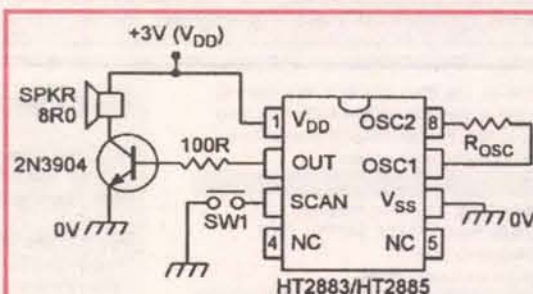 +3V (VDD)
SPKR
8R0
2N3904
0V
100R
SW1
1 VDD
OUT
SCAN
4 NC
OSC2 8
OSC1
VSS
NC 5
ROSC
0V
HT2883/HT2885